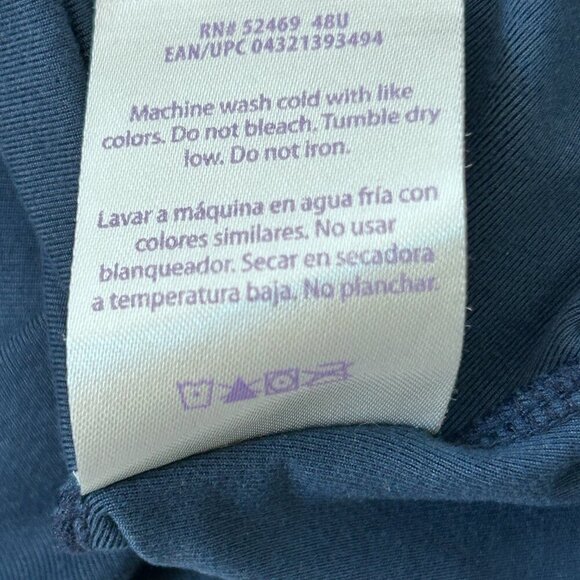 RN# 52469 48U
EAN/UPC 04321393494
Machine wash cold with like
colors. Do not bleach. Tumble dry
low. Do not iron.
Lavar a máquina en agua fría con
colores similares. No usar
blanqueador. Secar en secadora
a temperatura baja. No planchar.